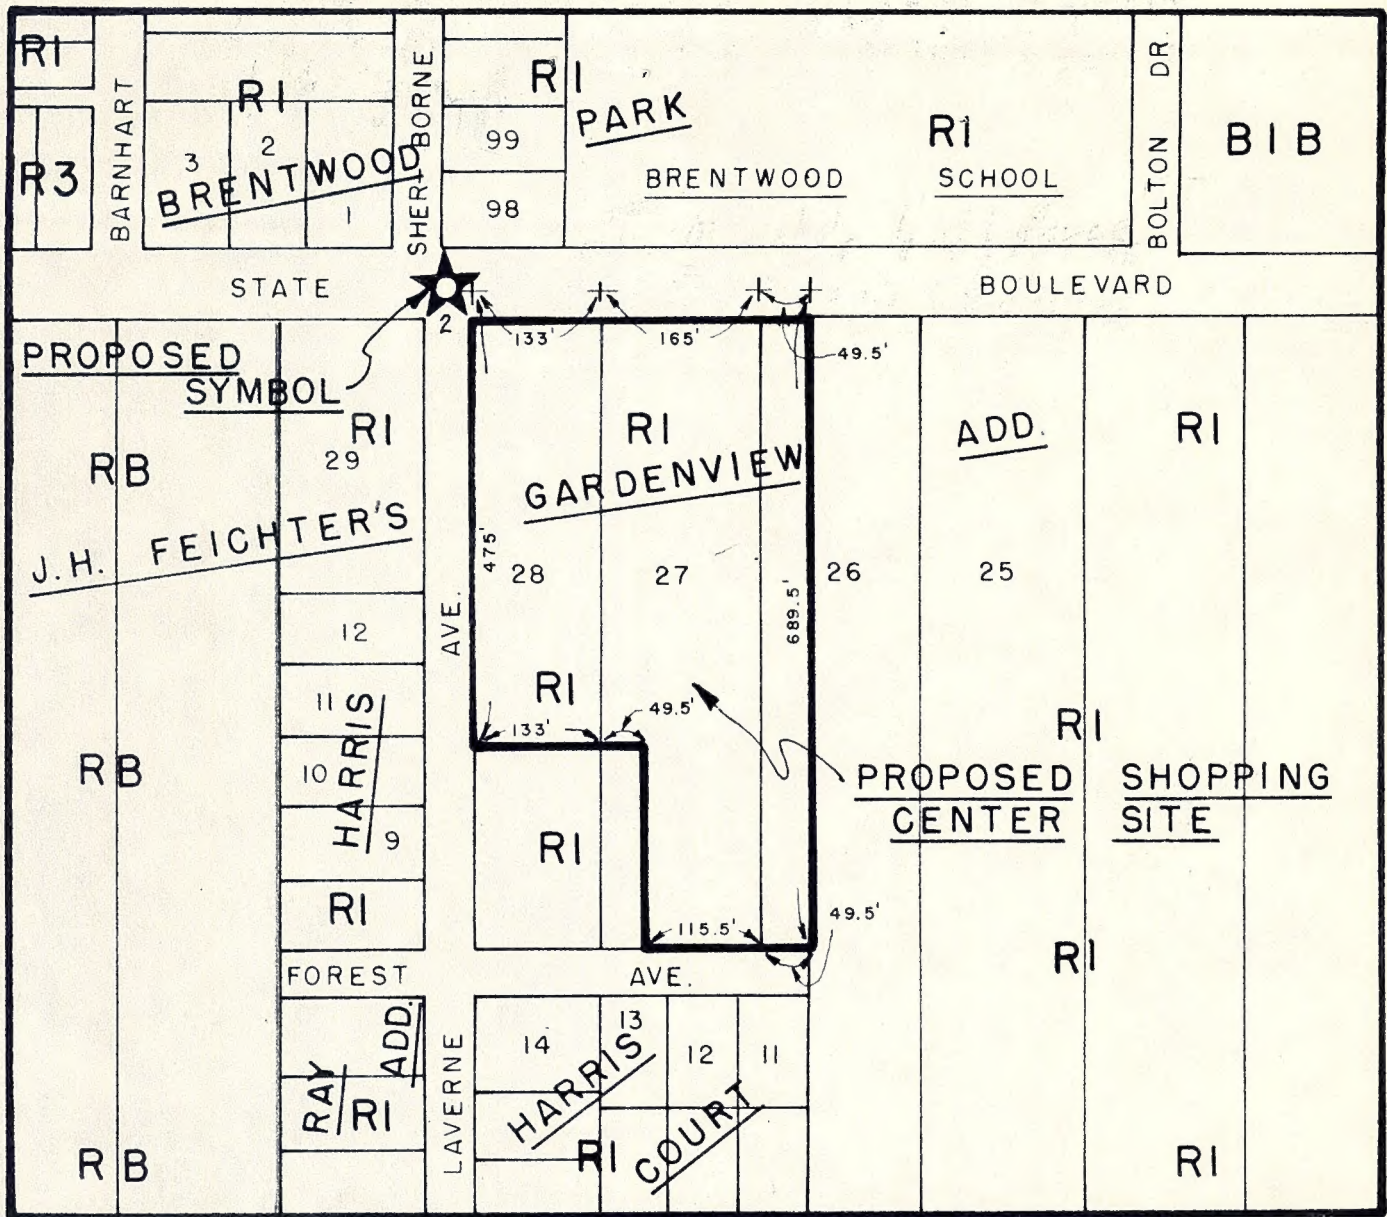 R1
BARNHART
R1
SHERBORNE
R1
PARK
99
R1
BOLTON DR.
B1B
R3
3
2
BRENTWOOD
1
98
BRENTWOOD SCHOOL
STATE
BOULEVARD
2
133'
165'
49.5'
PROPOSED
SYMBOL
R1
29
RB
R1
GARDENVIEW
ADD.
R1
J.H. FEICHTER'S
475'
28
27
689.5'
26
25
12
AVE.
11
HARRIS
R1
133'
49.5'
R1
RB
10
PROPOSED SHOPPING
CENTER SITE
9
R1
R1
115.5'
49.5'
R1
FOREST
AVE.
RAY ADD.
R1
LAVERNE
14
13
12
11
HARRIS
COURT
R1
RB
R1